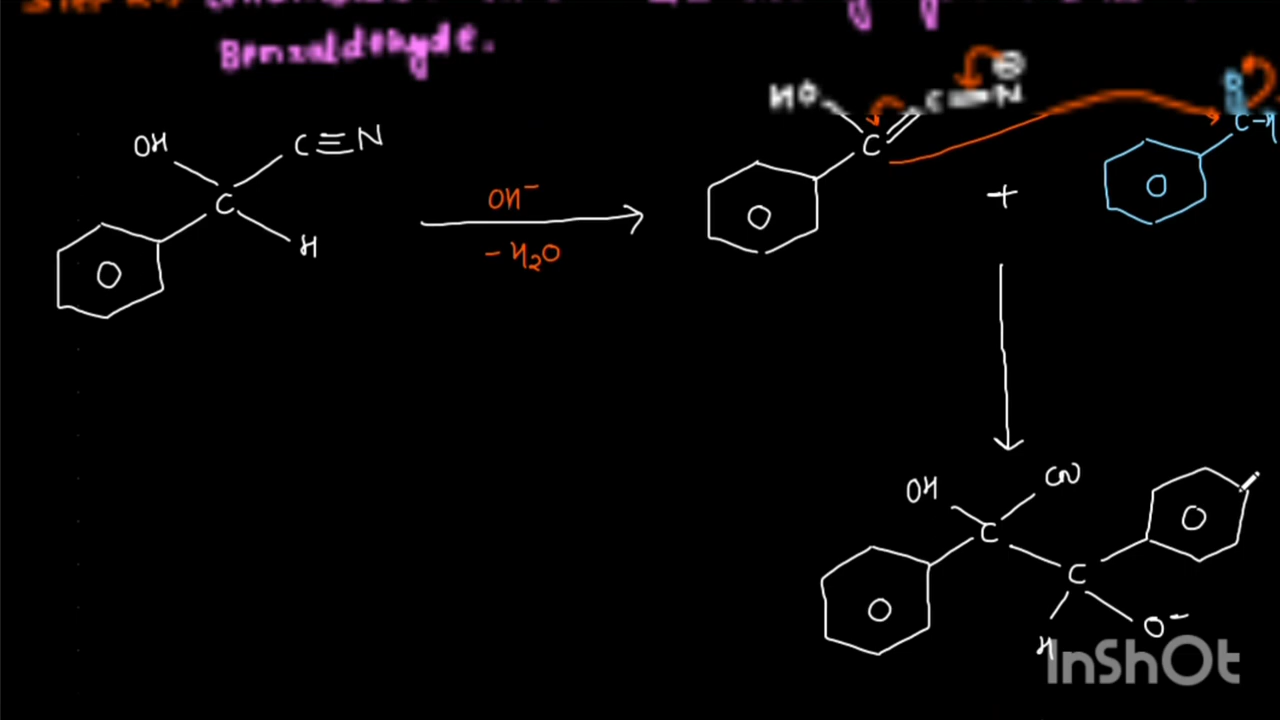 Benzaldehyde.
OH
C≡N
C
H
OH⁻
- H₂O
HO
C=N
⊖
C
+
O
C-H
OH
CN
C
C
H
O⁻
InShOt